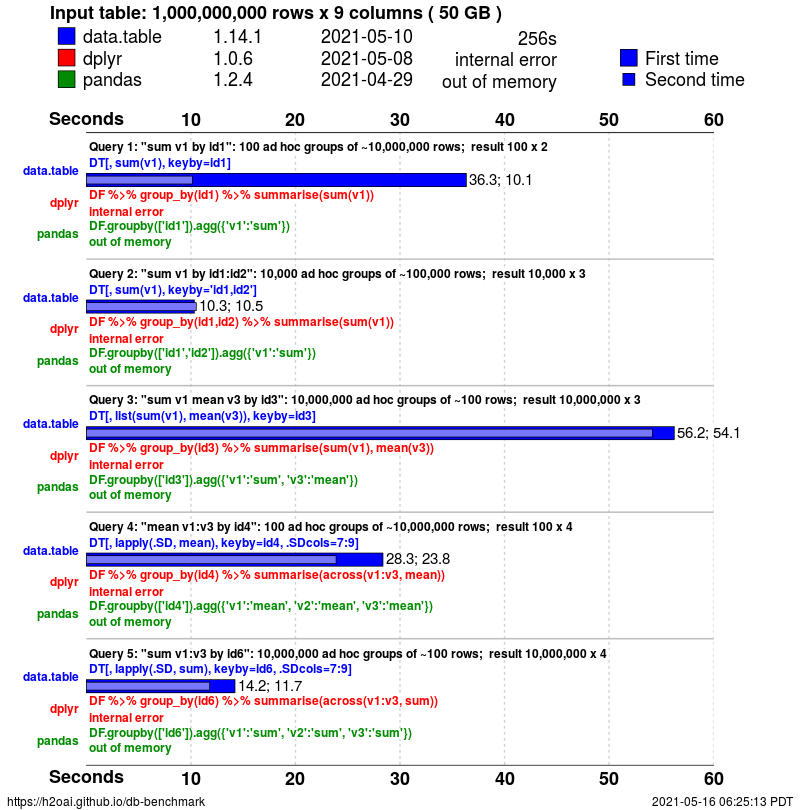 Input table: 1,000,000,000 rows x 9 columns ( 50 GB )
data.table 1.14.1 2021-05-10 256s
dplyr 1.0.6 2021-05-08 internal error First time
pandas 1.2.4 2021-04-29 out of memory Second time
Seconds 10 20 30 40 50 60
Query 1: "sum v1 by id1": 100 ad hoc groups of ~10,000,000 rows; result 100 x 2
DT[, sum(v1), keyby=id1]
data.table
36.3; 10.1
DF %>% group_by(id1) %>% summarise(sum(v1))
dplyr
internal error
DF.groupby(['id1']).agg({'v1':'sum'})
pandas
out of memory
Query 2: "sum v1 by id1:id2": 10,000 ad hoc groups of ~100,000 rows; result 10,000 x 3
DT[, sum(v1), keyby='id1,id2']
data.table
10.3; 10.5
DF %>% group_by(id1,id2) %>% summarise(sum(v1))
dplyr
internal error
DF.groupby(['id1','id2']).agg({'v1':'sum'})
pandas
out of memory
Query 3: "sum v1 mean v3 by id3": 10,000,000 ad hoc groups of ~100 rows; result 10,000,000 x 3
DT[, list(sum(v1), mean(v3)), keyby=id3]
data.table
56.2; 54.1
DF %>% group_by(id3) %>% summarise(sum(v1), mean(v3))
dplyr
internal error
DF.groupby(['id3']).agg({'v1':'sum', 'v3':'mean'})
pandas
out of memory
Query 4: "mean v1:v3 by id4": 100 ad hoc groups of ~10,000,000 rows; result 100 x 4
DT[, lapply(.SD, mean), keyby=id4, .SDcols=7:9]
data.table
28.3; 23.8
DF %>% group_by(id4) %>% summarise(across(v1:v3, mean))
dplyr
internal error
DF.groupby(['id4']).agg({'v1':'mean', 'v2':'mean', 'v3':'mean'})
pandas
out of memory
Query 5: "sum v1:v3 by id6": 10,000,000 ad hoc groups of ~100 rows; result 10,000,000 x 4
DT[, lapply(.SD, sum), keyby=id6, .SDcols=7:9]
data.table
14.2; 11.7
DF %>% group_by(id6) %>% summarise(across(v1:v3, sum))
dplyr
internal error
DF.groupby(['id6']).agg({'v1':'sum', 'v2':'sum', 'v3':'sum'})
pandas
out of memory
Seconds 10 20 30 40 50 60
https://h2oai.github.io/db-benchmark 2021-05-16 06:25:13 PDT